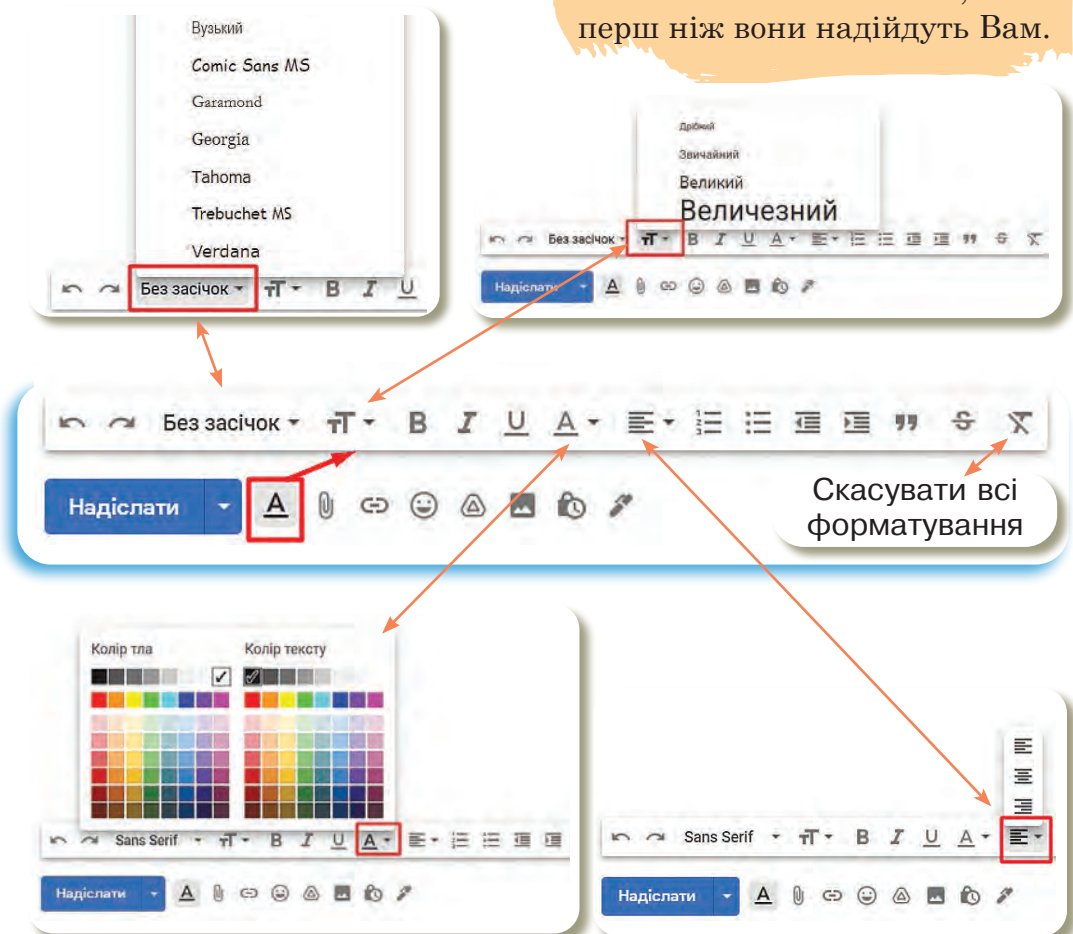 перш ніж вони надійдуть Вам.
Вузький
Comic Sans MS
Garamond
Georgia
Tahoma
Trebuchet MS
Verdana
Без засічок
B I U
Дрібний
Звичайний
Великий
Величезний
Без засічок B I U A
Надіслати A
Без засічок B I U A
Надіслати A
Скасувати всі
форматування
Колір тла Колір тексту
Sans Serif B I U A
Надіслати A
Sans Serif B I U A
Надіслати A